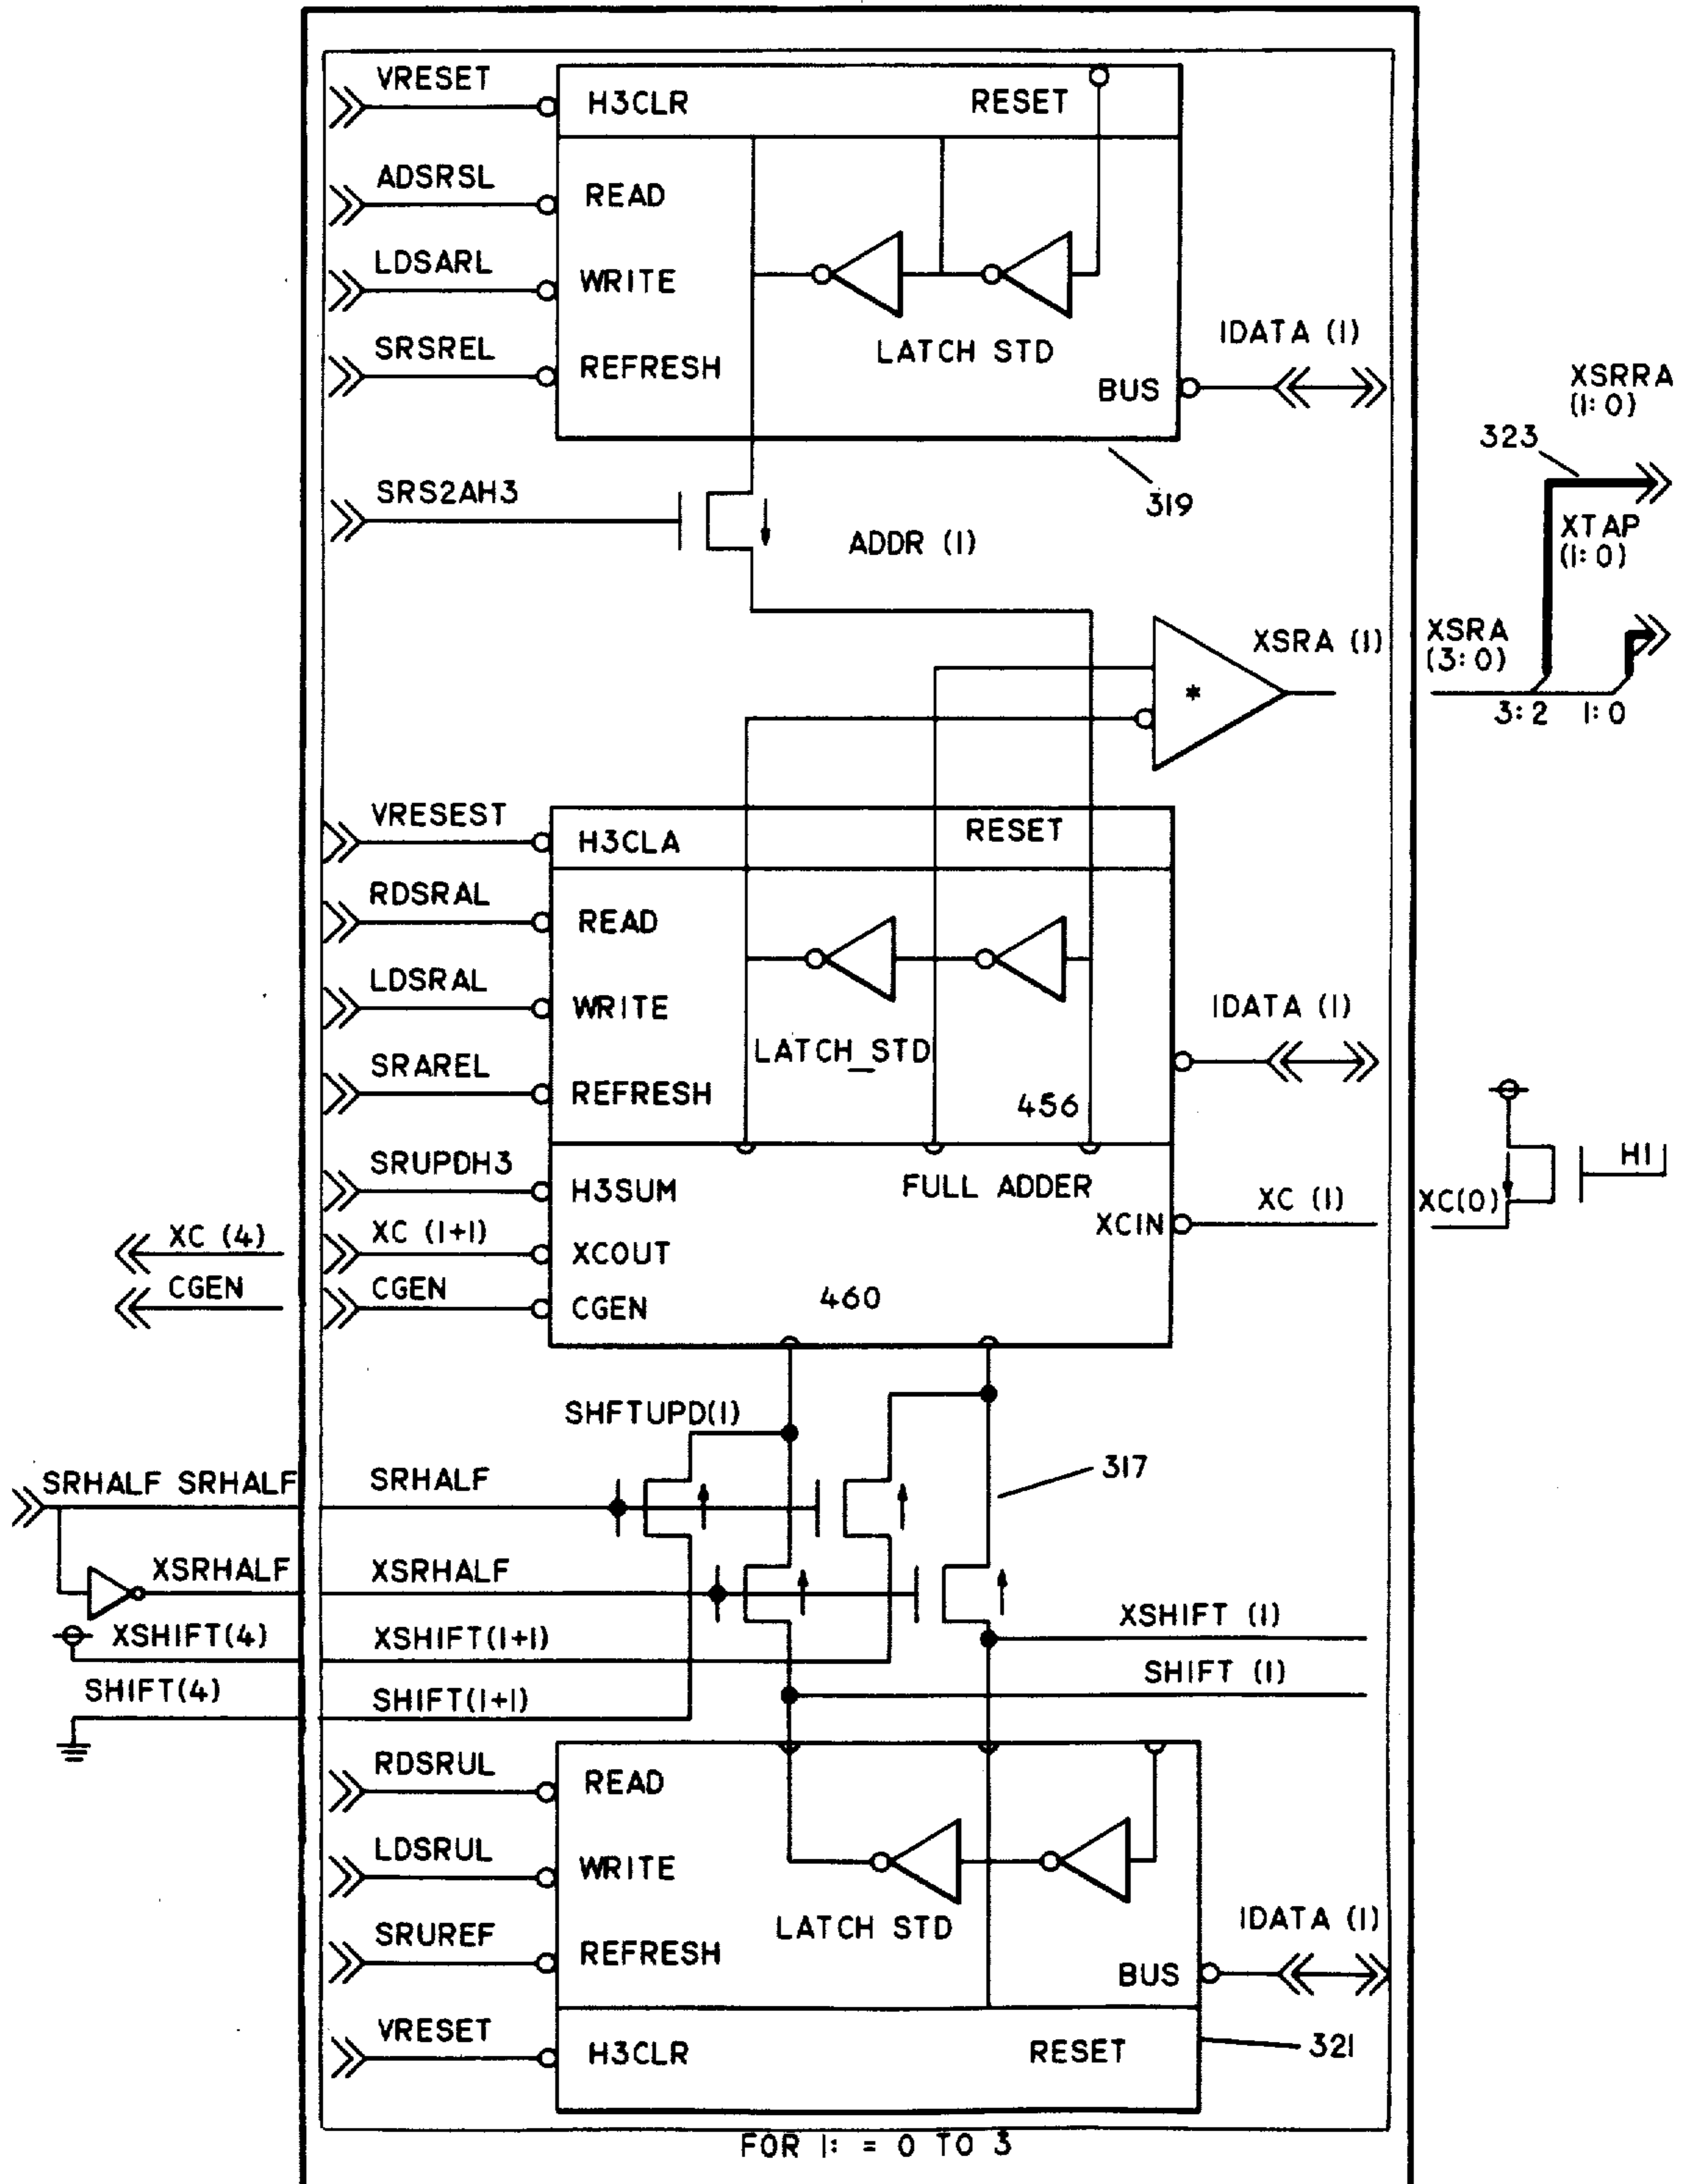 VRESET
H3CLR
RESET
ADSRSL
READ
LDSARL
WRITE
SRSREL
REFRESH
LATCH STD
BUS
IDATA (I)
XSRRA
(I:0)
323
319
SRS2AH3
ADDR (I)
XTAP
(I:0)
XSRA (I)
XSRA
(3:0)
*
3:2
I:0
VRESEST
H3CLA
RESET
RDSRAL
READ
LDSRAL
WRITE
LATCH_STD
IDATA (I)
SRAREL
REFRESH
456
SRUPDH3
H3SUM
FULL ADDER
HI
XC (4)
XC (I+I)
XCOUT
XCIN
XC (I)
XC(0)
CGEN
CGEN
CGEN
460
SHFTUPD(I)
317
SRHALF SRHALF
SRHALF
XSRHALF
XSRHALF
XSHIFT(4)
XSHIFT(I+I)
XSHIFT (I)
SHIFT(4)
SHIFT(I+I)
SHIFT (I)
RDSRUL
READ
LDSRUL
WRITE
LATCH STD
IDATA (I)
SRUREF
REFRESH
BUS
VRESET
H3CLR
RESET
321
FOR I: = 0 TO 3